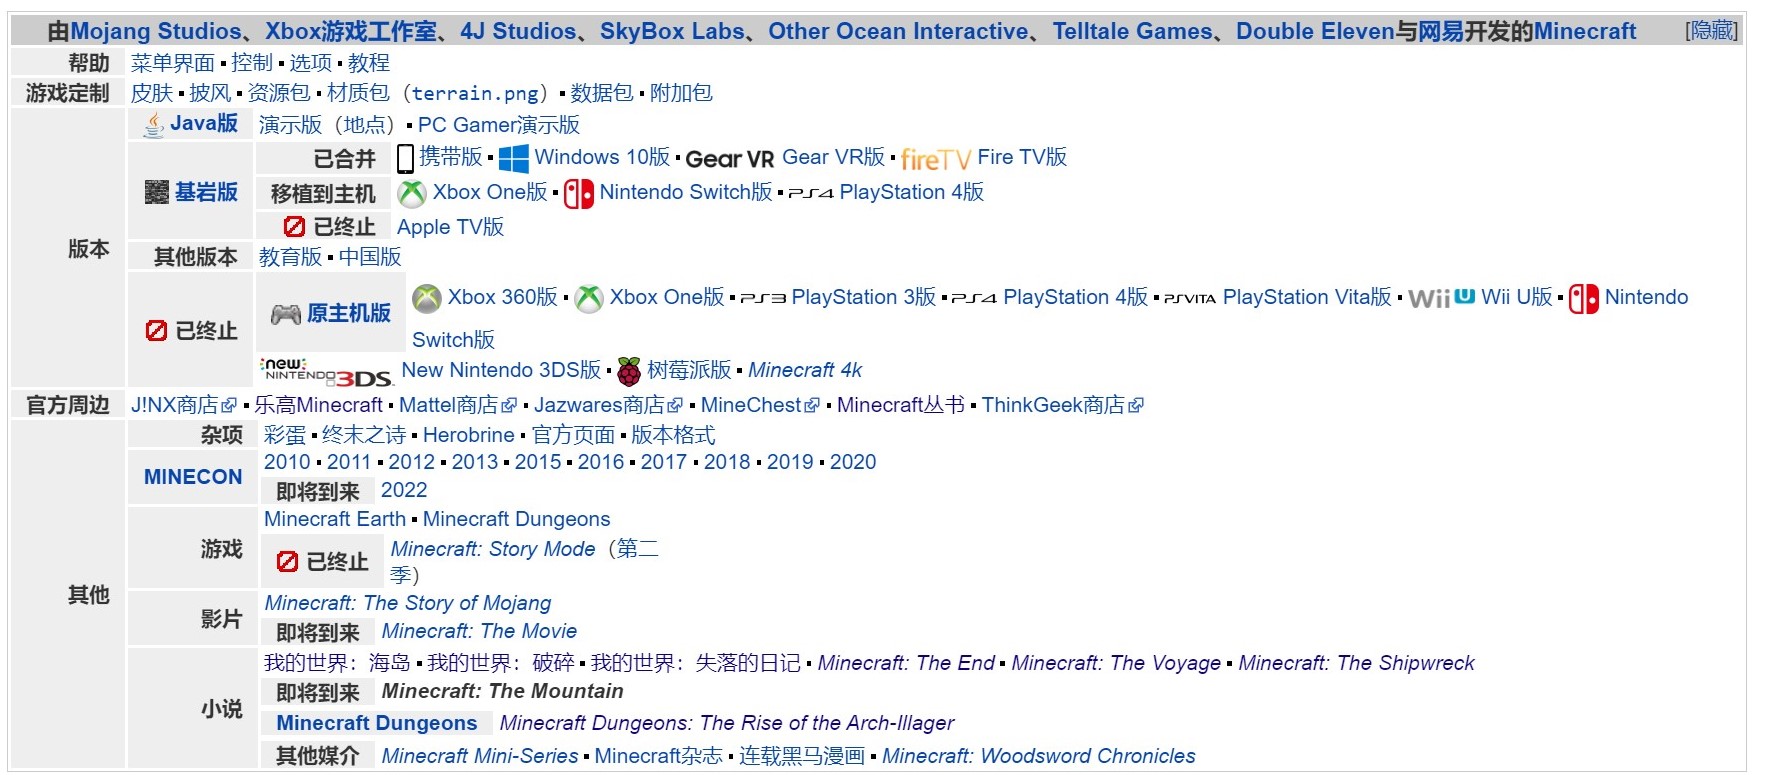 由Mojang Studios、Xbox游戏工作室、4J Studios、SkyBox Labs、Other Ocean Interactive、Telltale Games、Double Eleven与网易开发的Minecraft [隐藏]
帮助 菜单界面 ▪ 控制 ▪ 选项 ▪ 教程
游戏定制 皮肤 ▪ 披风 ▪ 资源包 ▪ 材质包（terrain.png） ▪ 数据包 ▪ 附加包
版本
Java版 演示版（地点） ▪ PC Gamer演示版
基岩版
已合并 携带版 ▪ Windows 10版 ▪ Gear VR Gear VR版 ▪ fireTV Fire TV版
移植到主机 Xbox One版 ▪ Nintendo Switch版 ▪ PS4 PlayStation 4版
已终止 Apple TV版
其他版本 教育版 ▪ 中国版
已终止
原主机版 Xbox 360版 ▪ Xbox One版 ▪ PS3 PlayStation 3版 ▪ PS4 PlayStation 4版 ▪ PSVITA PlayStation Vita版 ▪ Wii U Wii U版 ▪ Nintendo
Switch版
new NINTENDO 3DS. New Nintendo 3DS版 ▪ 树莓派版 ▪ Minecraft 4k
官方周边 J!NX商店 ▪ 乐高Minecraft ▪ Mattel商店 ▪ Jazwares商店 ▪ MineChest ▪ Minecraft丛书 ▪ ThinkGeek商店
其他
杂项 彩蛋 ▪ 终末之诗 ▪ Herobrine ▪ 官方页面 ▪ 版本格式
MINECON
2010 ▪ 2011 ▪ 2012 ▪ 2013 ▪ 2015 ▪ 2016 ▪ 2017 ▪ 2018 ▪ 2019 ▪ 2020
即将到来 2022
游戏
Minecraft Earth ▪ Minecraft Dungeons
已终止 Minecraft: Story Mode（第二
季）
影片
Minecraft: The Story of Mojang
即将到来 Minecraft: The Movie
小说
我的世界：海岛 ▪ 我的世界：破碎 ▪ 我的世界：失落的日记 ▪ Minecraft: The End ▪ Minecraft: The Voyage ▪ Minecraft: The Shipwreck
即将到来 Minecraft: The Mountain
Minecraft Dungeons Minecraft Dungeons: The Rise of the Arch-Illager
其他媒介 Minecraft Mini-Series ▪ Minecraft杂志 ▪ 连载黑马漫画 ▪ Minecraft: Woodsword Chronicles